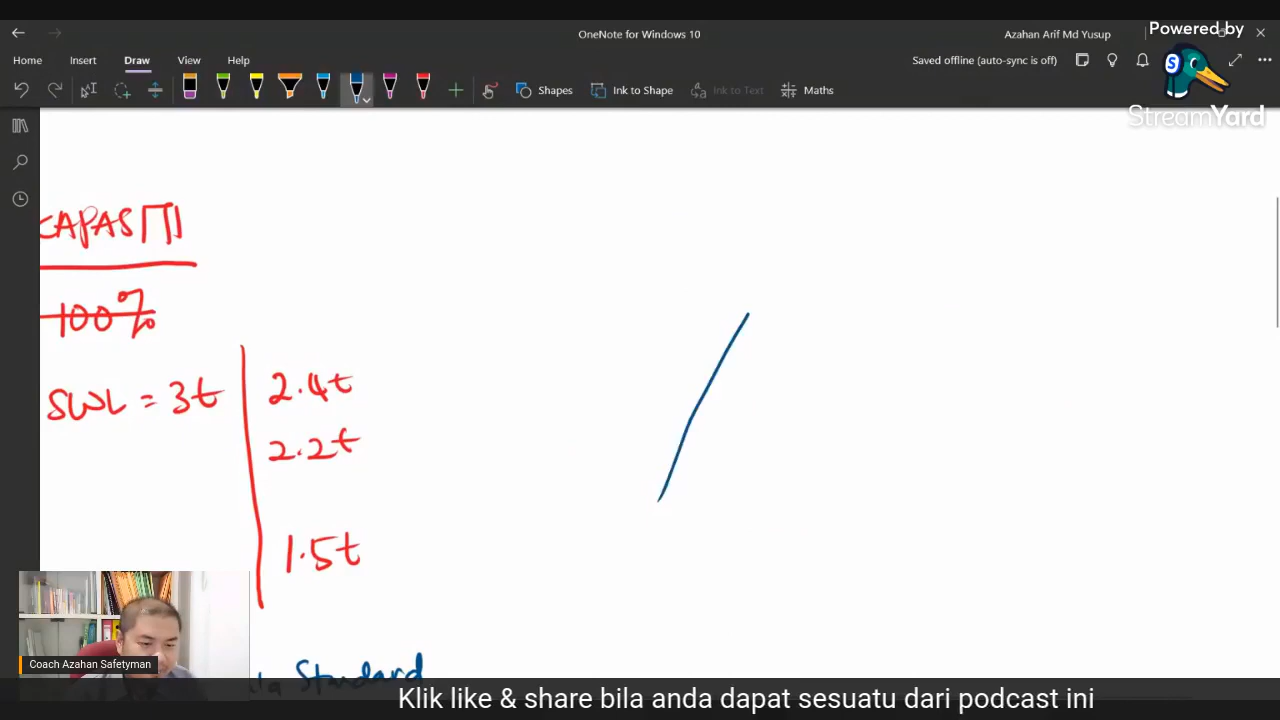 OneNote for Windows 10
Azahan Arif Md Yusup
Powered by
Home Insert Draw View Help
Saved offline (auto-sync is off)
Shapes Ink to Shape Ink to Text Maths
StreamYard
KAPASITI
100%
SWL = 3t
2.4t
2.2t
1.5t
Standard
Coach Azahan Safetyman
Klik like & share bila anda dapat sesuatu dari podcast ini